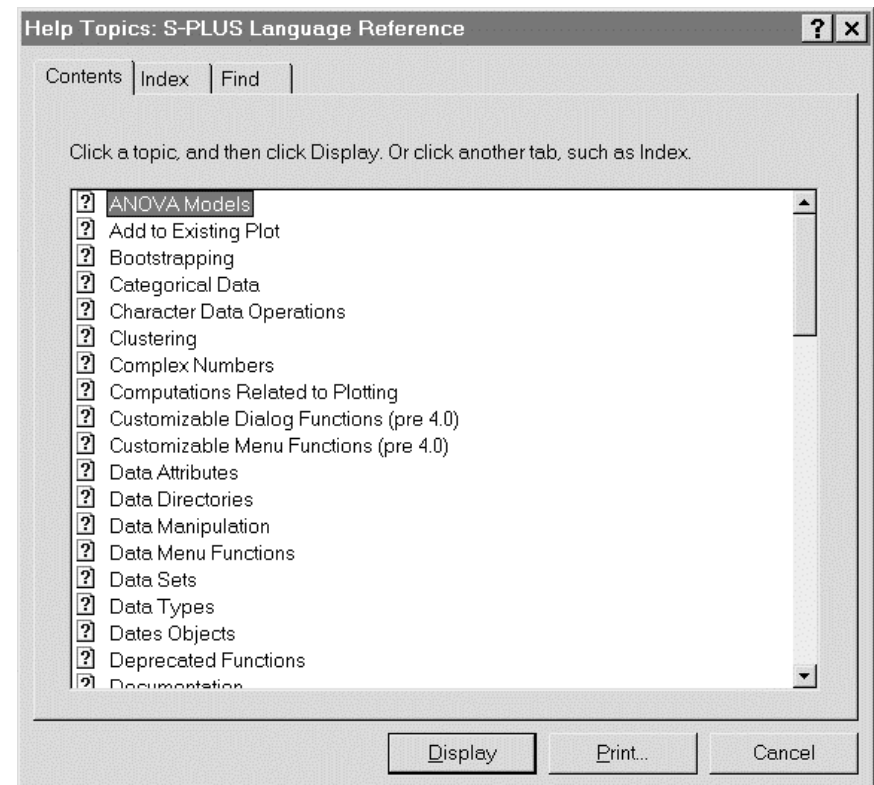 Help Topics: S-PLUS Language Reference
Contents Index Find
Click a topic, and then click Display. Or click another tab, such as Index.
ANOVA Models
Add to Existing Plot
Bootstrapping
Categorical Data
Character Data Operations
Clustering
Complex Numbers
Computations Related to Plotting
Customizable Dialog Functions (pre 4.0)
Customizable Menu Functions (pre 4.0)
Data Attributes
Data Directories
Data Manipulation
Data Menu Functions
Data Sets
Data Types
Dates Objects
Deprecated Functions
Documentation
Display Print... Cancel